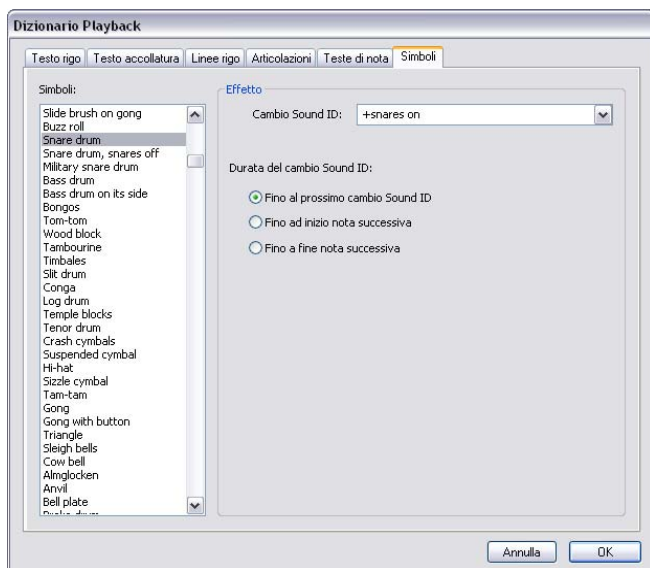 Dizionario Playback
Testo rigo Testo accollatura Linee rigo Articolazioni Teste di nota Simboli
Simboli:
Slide brush on gong
Buzz roll
Snare drum
Snare drum, snares off
Military snare drum
Bass drum
Bass drum on its side
Bongos
Tom-tom
Wood block
Tambourine
Timbales
Slit drum
Conga
Log drum
Temple blocks
Tenor drum
Crash cymbals
Suspended cymbal
Hi-hat
Sizzle cymbal
Tam-tam
Gong
Gong with button
Triangle
Sleigh bells
Cow bell
Almglocken
Anvil
Bell plate
Effetto
Cambio Sound ID: +snares on
Durata del cambio Sound ID:
Fino al prossimo cambio Sound ID
Fino ad inizio nota successiva
Fino a fine nota successiva
Annulla OK